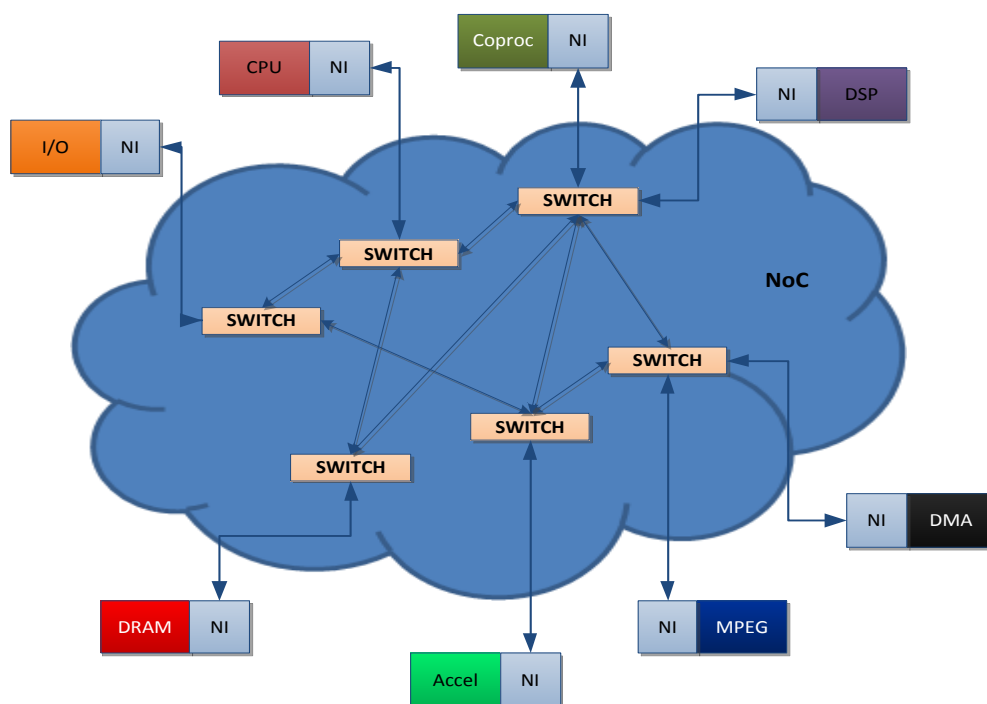 Coproc NI
CPU NI
NI DSP
I/O NI
SWITCH
SWITCH
NoC
SWITCH
SWITCH
SWITCH
SWITCH
NI DMA
DRAM NI
NI MPEG
Accel NI